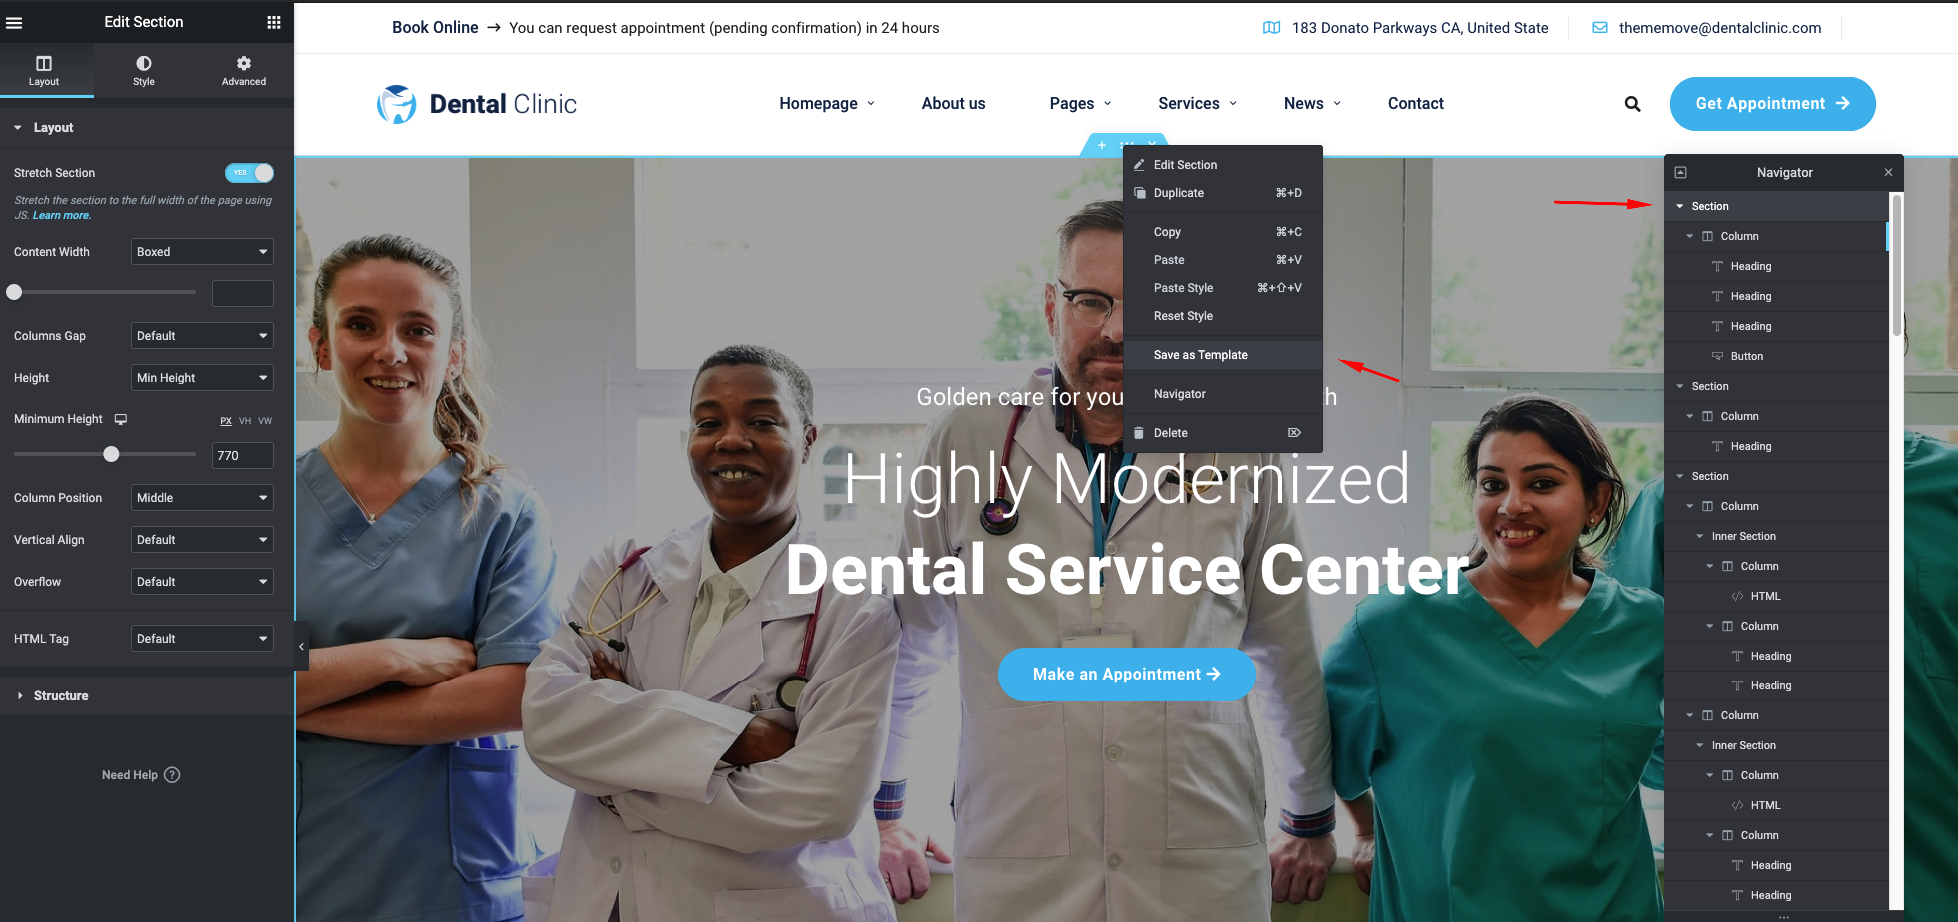 Edit Section
Layout
Style
Advanced
Layout
Stretch Section
YES
Stretch the section to the full width of the page using
JS. Learn more.
Content Width
Boxed
Columns Gap
Default
Height
Min Height
Minimum Height
PX VH VW
770
Column Position
Middle
Vertical Align
Default
Overflow
Default
HTML Tag
Default
Structure
Need Help ?
Book Online → You can request appointment (pending confirmation) in 24 hours
183 Donato Parkways CA, United State
thememove@dentalclinic.com
Dental Clinic
Homepage
About us
Pages
Services
News
Contact
Get Appointment →
Edit Section
Duplicate ⌘+D
Copy ⌘+C
Paste ⌘+V
Paste Style ⌘+⇧+V
Reset Style
Save as Template
Navigator
Delete ⌦
Golden care for you h
Highly Modernized
Dental Service Center
Make an Appointment →
Navigator
Section
Column
Heading
Heading
Heading
Button
Section
Column
Heading
Section
Column
Inner Section
Column
HTML
Column
Heading
Heading
Column
Inner Section
Column
HTML
Column
Heading
Heading